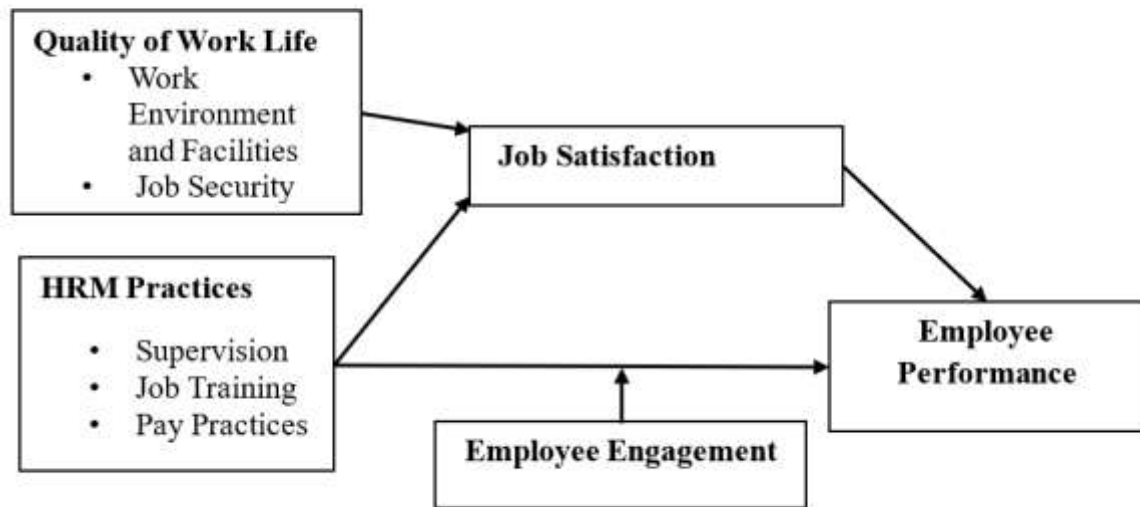 Quality of Work Life
• Work
Environment
and Facilities
• Job Security
Job Satisfaction
HRM Practices
• Supervision
• Job Training
• Pay Practices
Employee
Performance
Employee Engagement